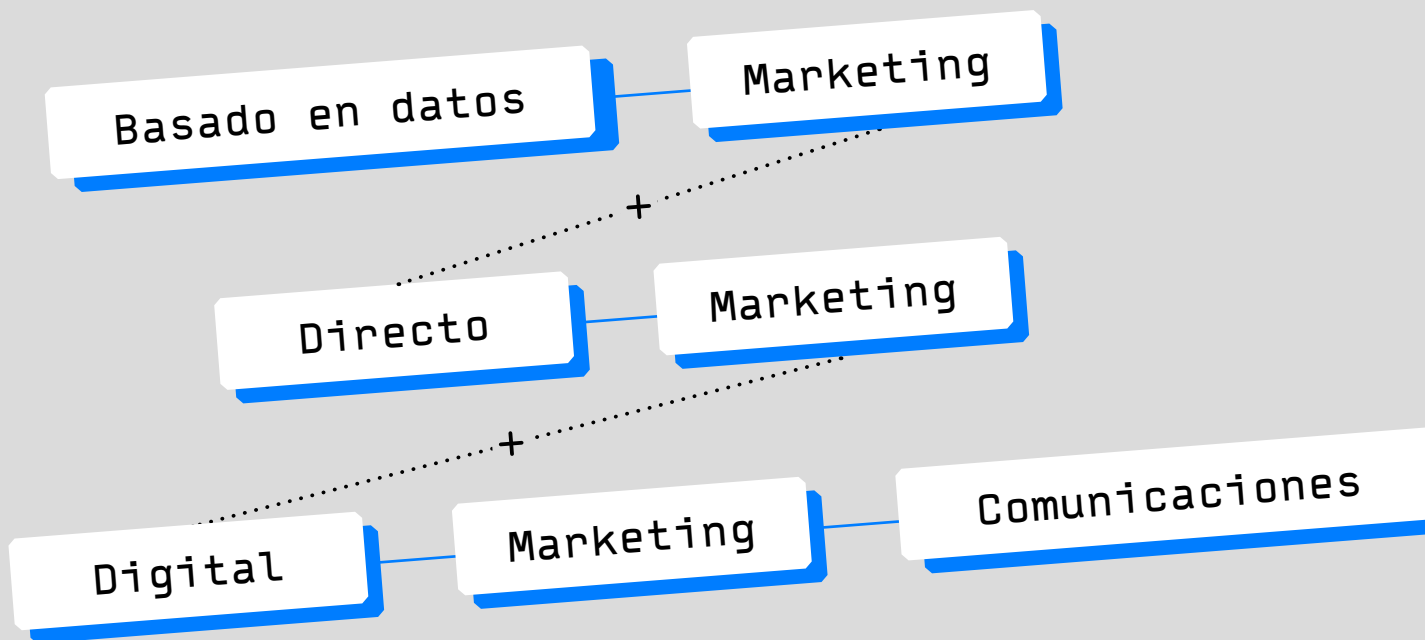 Basado en datos Marketing
+
Directo Marketing
+
Digital Marketing Comunicaciones